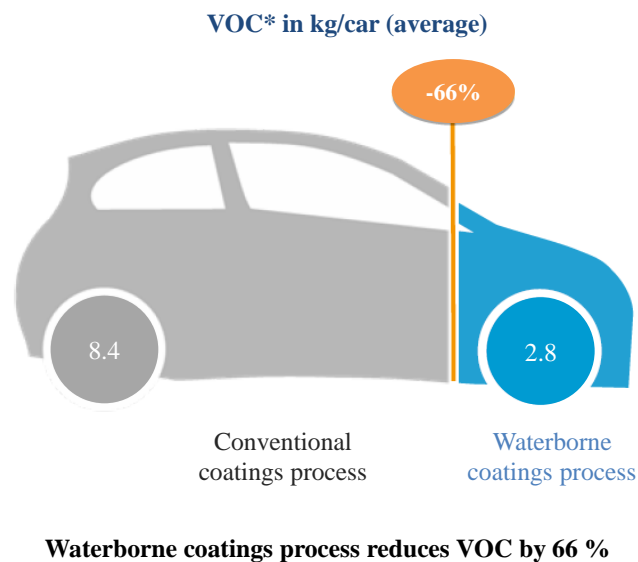 VOC* in kg/car (average)
-66%
8.4
2.8
Conventional
coatings process
Waterborne
coatings process
Waterborne coatings process reduces VOC by 66 %